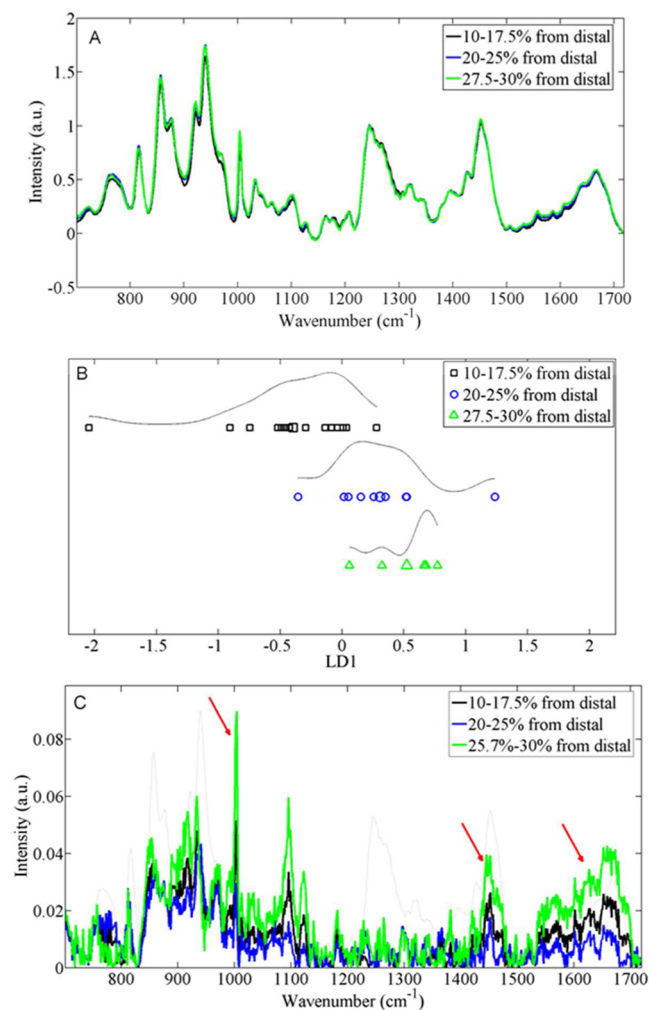 A
10-17.5% from distal
20-25% from distal
27.5-30% from distal
2
1.5
1
0.5
0
-0.5
Intensity (a.u.)
800 900 1000 1100 1200 1300 1400 1500 1600 1700
Wavenumber (cm-1)
B
10-17.5% from distal
20-25% from distal
27.5-30% from distal
-2 -1.5 -1 -0.5 0 0.5 1 1.5 2
LD1
C
10-17.5% from distal
20-25% from distal
25.7%-30% from distal
0.08
0.06
0.04
0.02
0
Intensity (a.u.)
800 900 1000 1100 1200 1300 1400 1500 1600 1700
Wavenumber (cm-1)